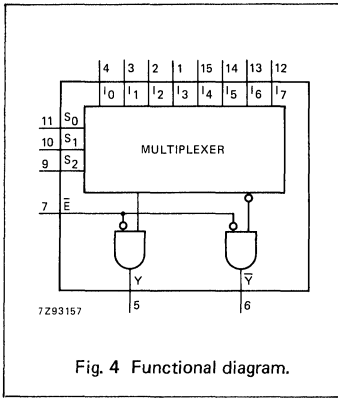 4 3 2 1 15 14 13 12
I0 I1 I2 I3 I4 I5 I6 I7
11 S0
10 S1
MULTIPLEXER
9 S2
7 E̅
Y Y̅
7Z93157 5 6
Fig. 4 Functional diagram.